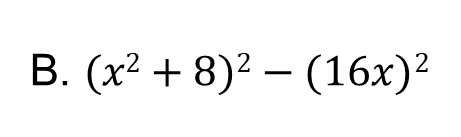 B. (x² + 8)² − (16x)²